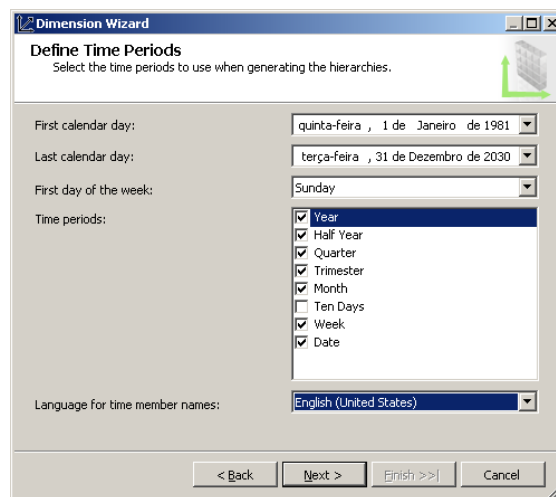 Dimension Wizard
Define Time Periods
Select the time periods to use when generating the hierarchies.
First calendar day: quinta-feira , 1 de Janeiro de 1981
Last calendar day: terça-feira , 31 de Dezembro de 2030
First day of the week: Sunday
Time periods:
Year
Half Year
Quarter
Trimester
Month
Ten Days
Week
Date
Language for time member names: English (United States)
< Back Next > Finish >>| Cancel